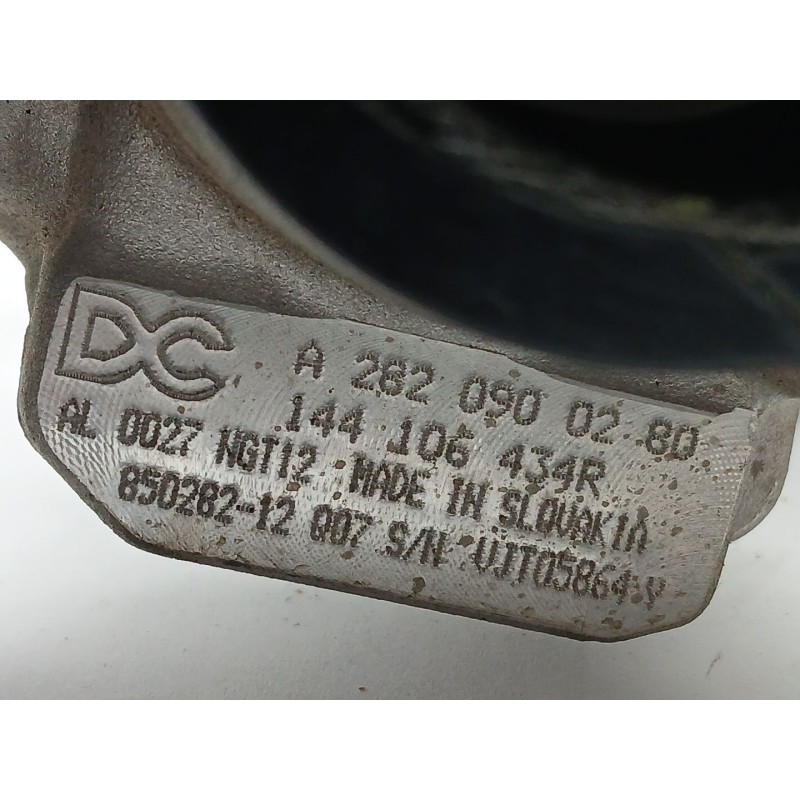 DC
A 282 090 02 80
144 106 434R
AL 0027 NGT12 MADE IN SLOVAKIA
850282-12 007 S/N